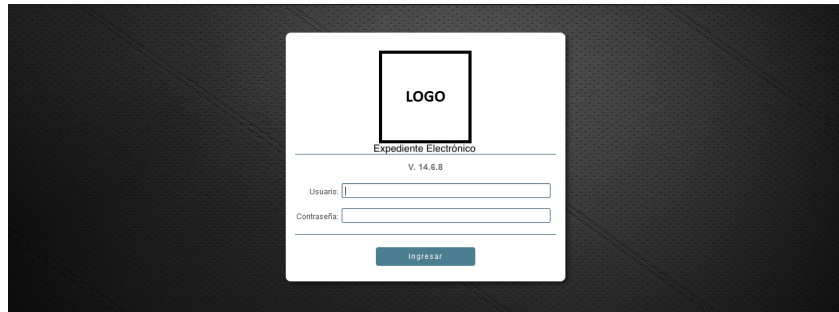 LOGO
Expediente Electrónico
V. 14.6.8
Usuario:
Contraseña:
Ingresar